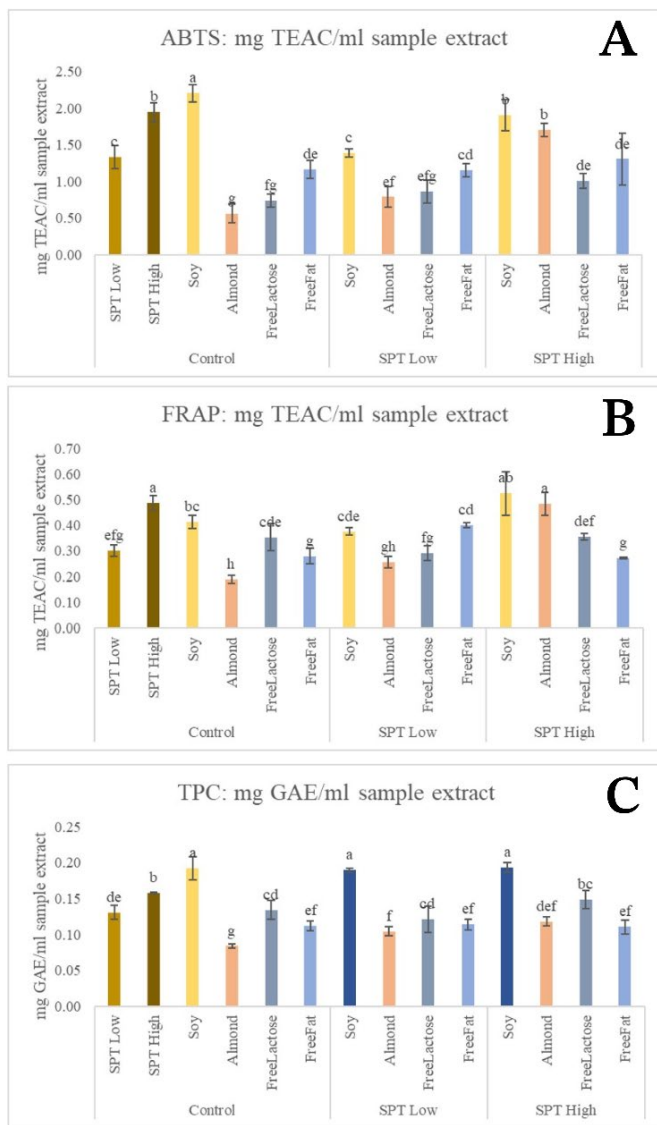 ABTS: mg TEAC/ml sample extract
A
mg TEAC/ml sample extract
2.50
2.00
1.50
1.00
0.50
0.00
c
b
a
g
fg
de
c
ef
efg
cd
b
b
de
de
SPT Low
SPT High
Soy
Almond
FreeLactose
FreeFat
Soy
Almond
FreeLactose
FreeFat
Soy
Almond
FreeLactose
FreeFat
Control
SPT Low
SPT High
FRAP: mg TEAC/ml sample extract
B
mg TEAC/ml sample extract
0.70
0.60
0.50
0.40
0.30
0.20
0.10
0.00
efg
a
bc
h
cde
g
cde
gh
fg
cd
ab
a
def
g
SPT Low
SPT High
Soy
Almond
FreeLactose
FreeFat
Soy
Almond
FreeLactose
FreeFat
Soy
Almond
FreeLactose
FreeFat
Control
SPT Low
SPT High
TPC: mg GAE/ml sample extract
C
mg GAE/ml sample extract
0.25
0.20
0.15
0.10
0.05
0.00
de
b
a
g
cd
ef
a
f
cd
ef
a
def
bc
ef
SPT Low
SPT High
Soy
Almond
FreeLactose
FreeFat
Soy
Almond
FreeLactose
FreeFat
Soy
Almond
FreeLactose
FreeFat
Control
SPT Low
SPT High